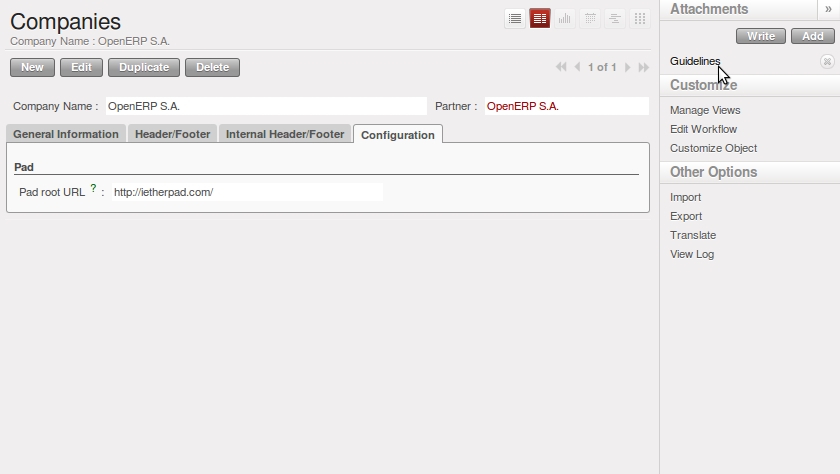 Companies
Company Name : OpenERP S.A.
New Edit Duplicate Delete
1 of 1
Company Name : OpenERP S.A. Partner : OpenERP S.A.
General Information Header/Footer Internal Header/Footer Configuration
Pad
Pad root URL ? : http://ietherpad.com/
Attachments »
Write Add
Guidelines
Customize
Manage Views
Edit Workflow
Customize Object
Other Options
Import
Export
Translate
View Log